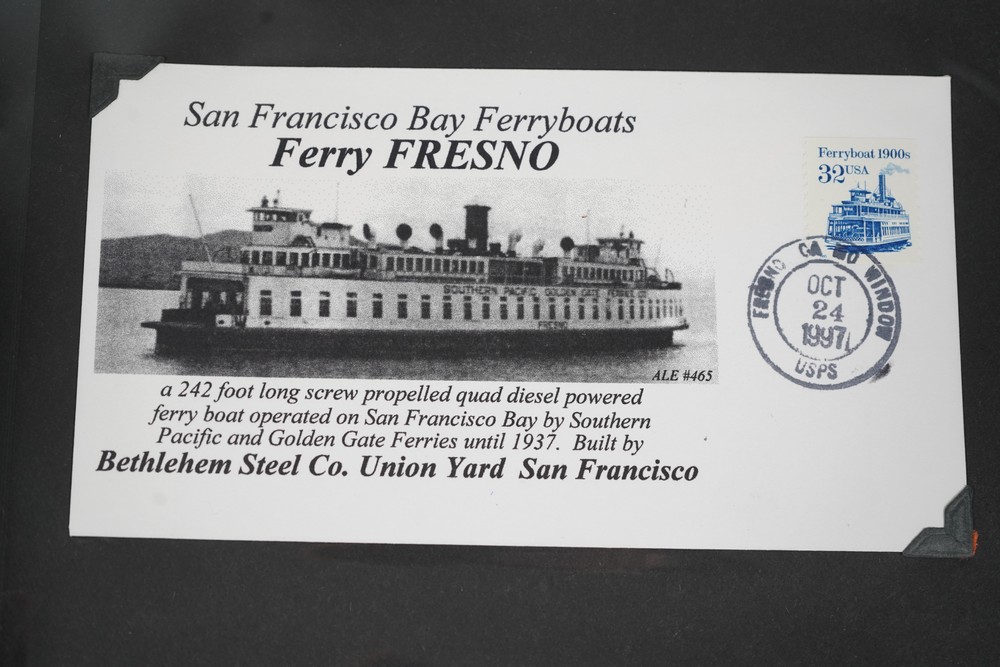 San Francisco Bay Ferryboats
Ferry FRESNO
SOUTHERN PACIFIC GOLDEN GATE FERRIES
FRESNO
ALE #465
a 242 foot long screw propelled quad diesel powered
ferry boat operated on San Francisco Bay by Southern
Pacific and Golden Gate Ferries until 1937. Built by
Bethlehem Steel Co. Union Yard San Francisco
Ferryboat 1900s
32 USA
FRESNO CA WINDOW
OCT
24
1997
USPS